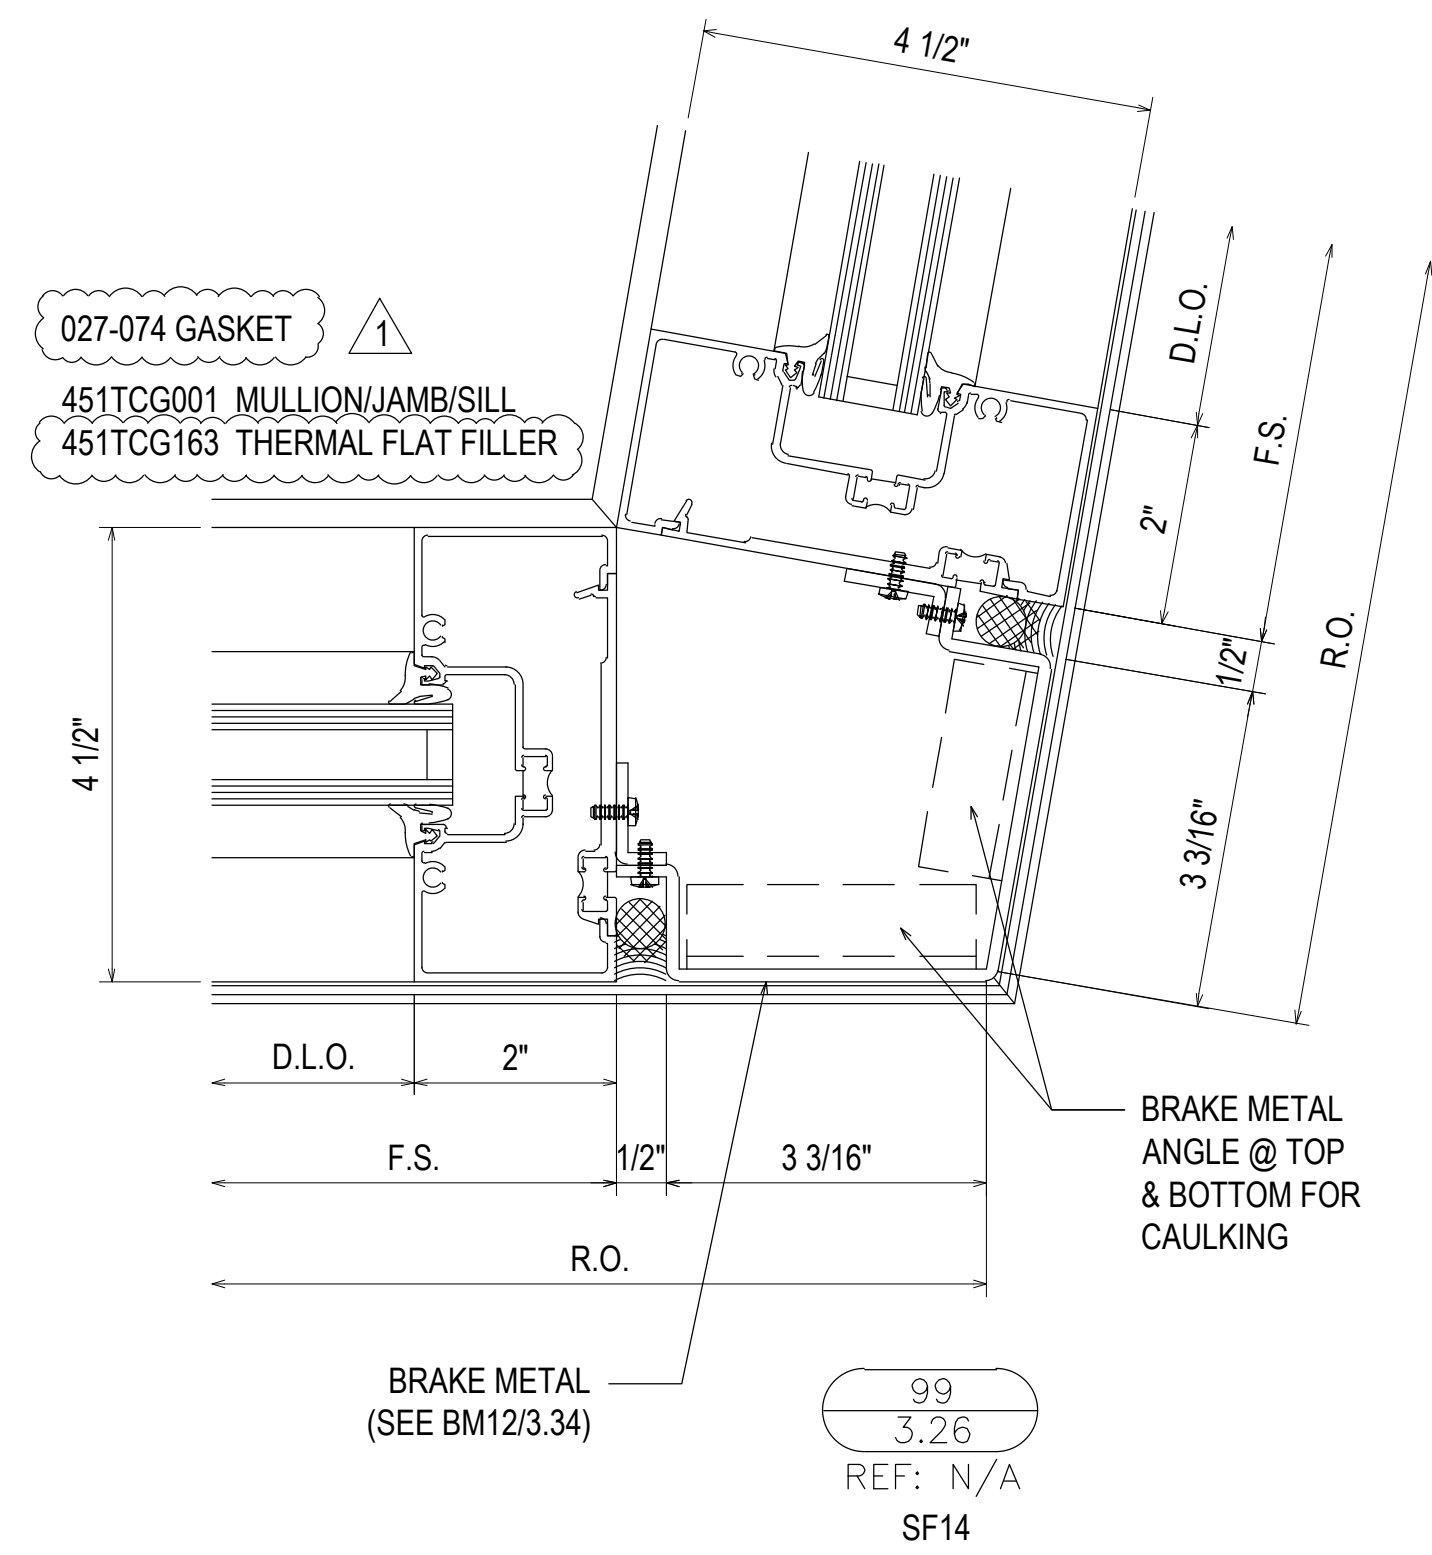 4 1/2"
027-074 GASKET
1
451TCG001 MULLION/JAMB/SILL
451TCG163 THERMAL FLAT FILLER
D.L.O.
F.S.
2"
R.O.
1/2"
4 1/2"
3 3/16"
D.L.O.
2"
F.S.
1/2"
3 3/16"
R.O.
BRAKE METAL
ANGLE @ TOP
& BOTTOM FOR
CAULKING
BRAKE METAL
(SEE BM12/3.34)
99
3.26
REF: N/A
SF14